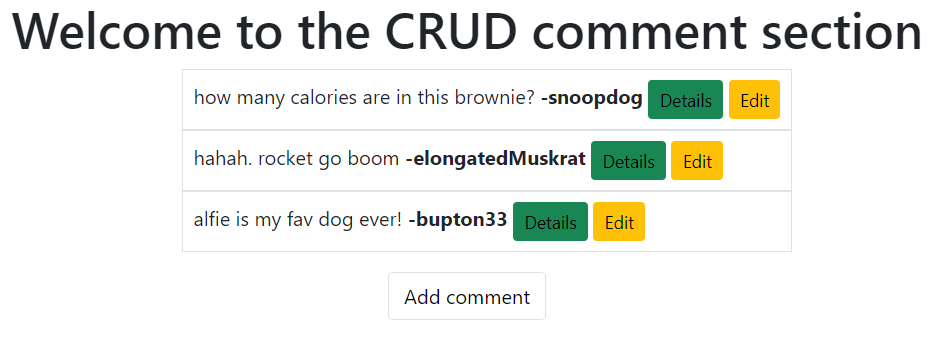 Welcome to the CRUD comment section
how many calories are in this brownie? -snoopdog Details Edit
hahah. rocket go boom -elongatedMuskrat Details Edit
alfie is my fav dog ever! -bupton33 Details Edit
Add comment